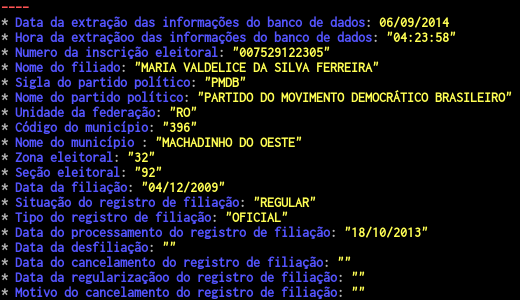 ----
* Data da extração das informações do banco de dados: 06/09/2014
* Hora da extraçãoo das informações do banco de dados: "04:23:58"
* Numero da inscrição eleitoral: "007529122305"
* Nome do filiado: "MARIA VALDELICE DA SILVA FERREIRA"
* Sigla do partido político: "PMDB"
* Nome do partido político: "PARTIDO DO MOVIMENTO DEMOCRÁTICO BRASILEIRO"
* Unidade da federação: "RO"
* Código do município: "396"
* Nome do município : "MACHADINHO DO OESTE"
* Zona eleitoral: "32"
* Seção eleitoral: "92"
* Data da filiação: "04/12/2009"
* Situação do registro de filiação: "REGULAR"
* Tipo do registro de filiação: "OFICIAL"
* Data do processamento do registro de filiação: "18/10/2013"
* Data da desfiliação: ""
* Data do cancelamento do registro de filiação: ""
* Data da regularizaçãoo do registro de filiação: ""
* Motivo do cancelamento do registro de filiação: ""